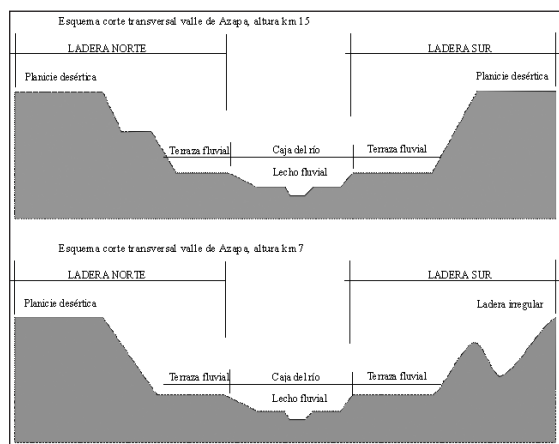 Esquema corte transversal valle de Azapa, altura km 15
LADERA NORTE LADERA SUR
Planicie desértica Planicie desértica
Terraza fluvial Caja del río Terraza fluvial
Lecho fluvial
Esquema corte transversal valle de Azapa, altura km 7
LADERA NORTE LADERA SUR
Planicie desértica Ladera irregular
Terraza fluvial Caja del río Terraza fluvial
Lecho fluvial